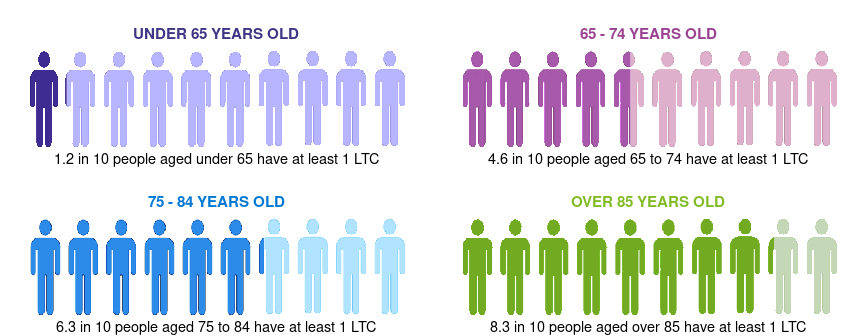 UNDER 65 YEARS OLD
65 - 74 YEARS OLD
1.2 in 10 people aged under 65 have at least 1 LTC
4.6 in 10 people aged 65 to 74 have at least 1 LTC
75 - 84 YEARS OLD
OVER 85 YEARS OLD
6.3 in 10 people aged 75 to 84 have at least 1 LTC
8.3 in 10 people aged over 85 have at least 1 LTC